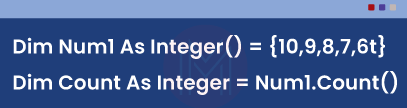 Dim Num1 As Integer() = {10,9,8,7,6t}
Dim Count As Integer = Num1.Count()